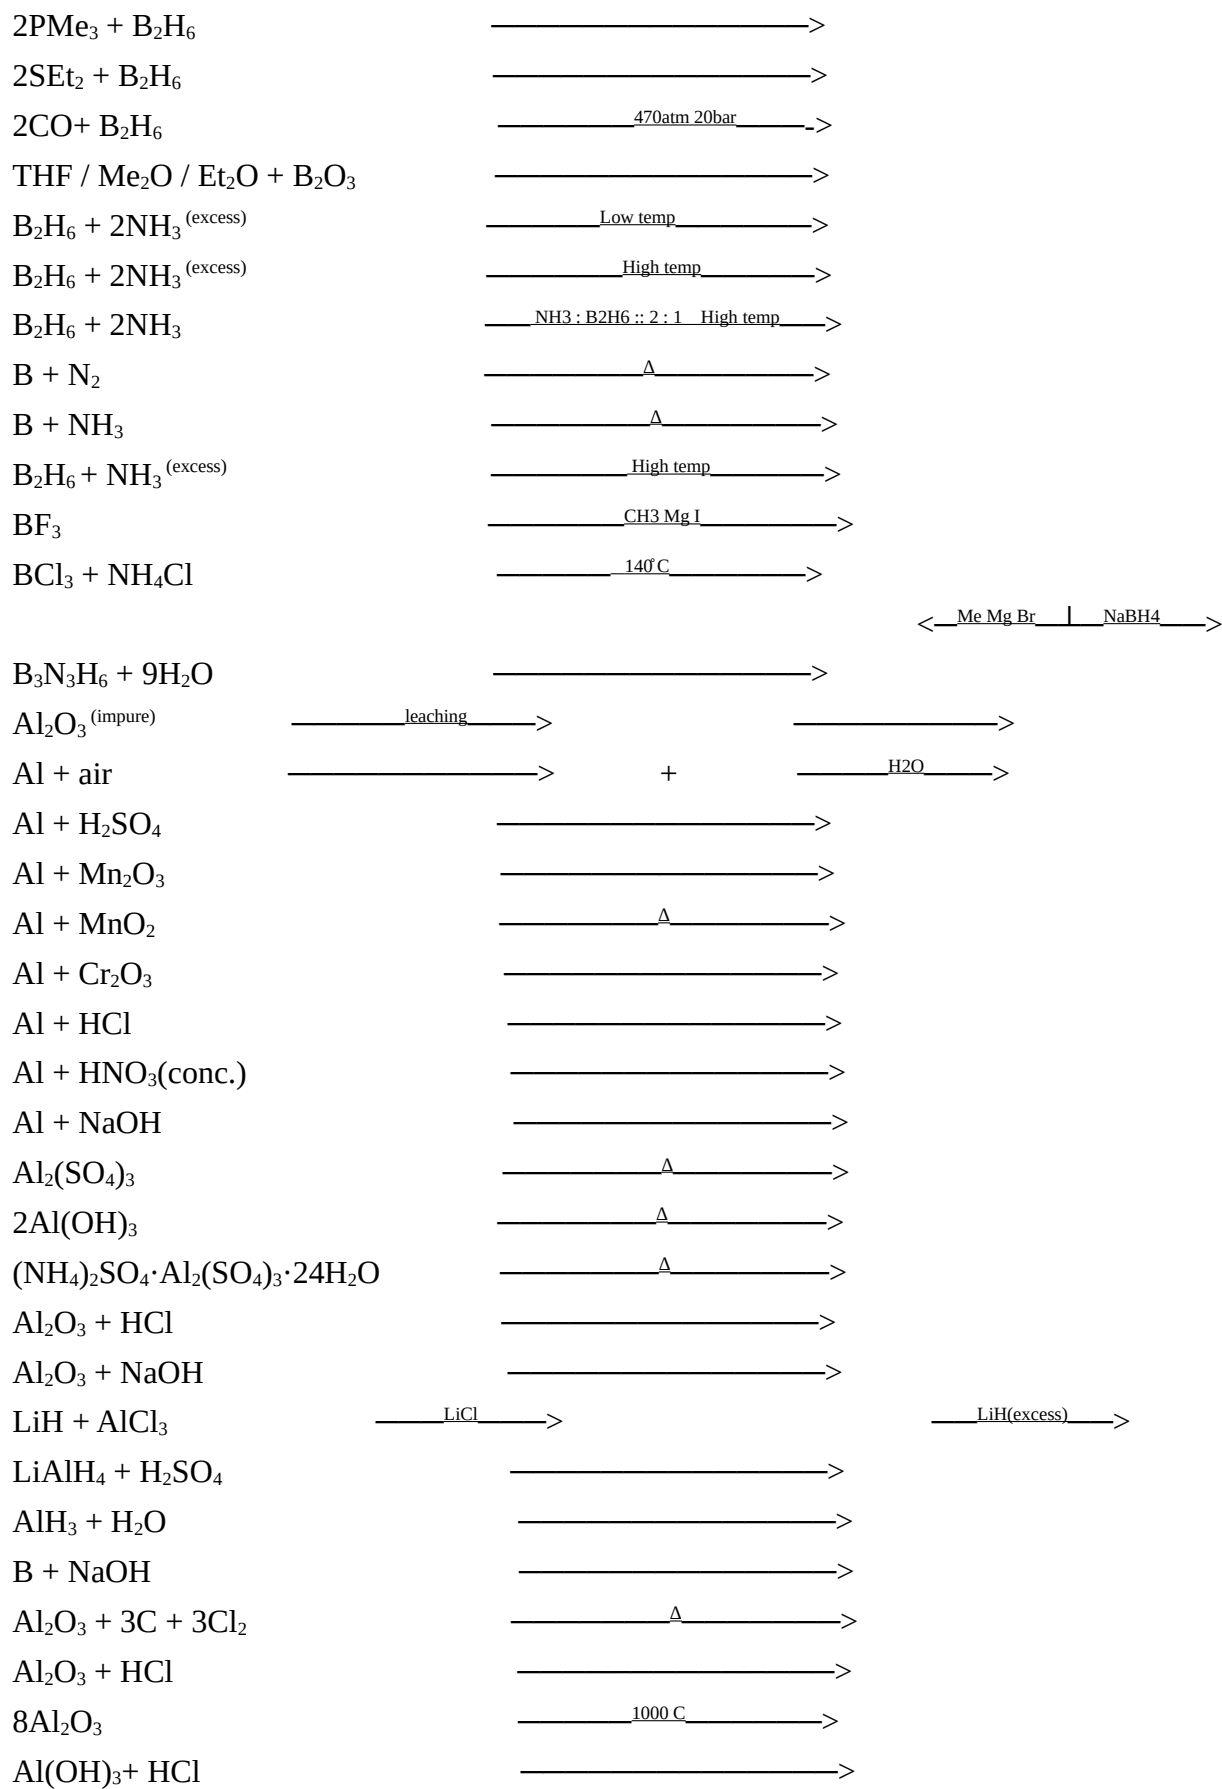 2PMe₃ + B₂H₆ ——————————————>
2SEt₂ + B₂H₆ ——————————————>
2CO+ B₂H₆ ——————470atm 20bar———->
THF / Me₂O / Et₂O + B₂O₃ ——————————————>
B₂H₆ + 2NH₃ (excess) —————Low temp——————>
B₂H₆ + 2NH₃ (excess) ——————High temp—————>
B₂H₆ + 2NH₃ —— NH3 : B2H6 :: 2 : 1 High temp——>
B + N₂ ———————Δ———————>
B + NH₃ ———————Δ———————>
B₂H₆ + NH₃ (excess) —————— High temp—————>
BF₃ ——————CH3 Mg I——————>
BCl₃ + NH₄Cl ————— 140̊ C——————>
<—Me Mg Br——|——NaBH4——>
B₃N₃H₆ + 9H₂O ——————————————>
Al₂O₃ (impure) —————leaching———> —————————>
Al + air ———————————> + ————H2O———>
Al + H₂SO₄ ——————————————>
Al + Mn₂O₃ ——————————————>
Al + MnO₂ ———————Δ———————>
Al + Cr₂O₃ ——————————————>
Al + HCl ——————————————>
Al + HNO₃(conc.) ——————————————>
Al + NaOH ——————————————>
Al₂(SO₄)₃ ———————Δ———————>
2Al(OH)₃ ———————Δ———————>
(NH₄)₂SO₄·Al₂(SO₄)₃·24H₂O ———————Δ———————>
Al₂O₃ + HCl ——————————————>
Al₂O₃ + NaOH ——————————————>
LiH + AlCl₃ ———LiCl———> ——LiH(excess)——>
LiAlH₄ + H₂SO₄ ——————————————>
AlH₃ + H₂O ——————————————>
B + NaOH ——————————————>
Al₂O₃ + 3C + 3Cl₂ ———————Δ———————>
Al₂O₃ + HCl ——————————————>
8Al₂O₃ —————1000 C——————>
Al(OH)₃+ HCl ——————————————>